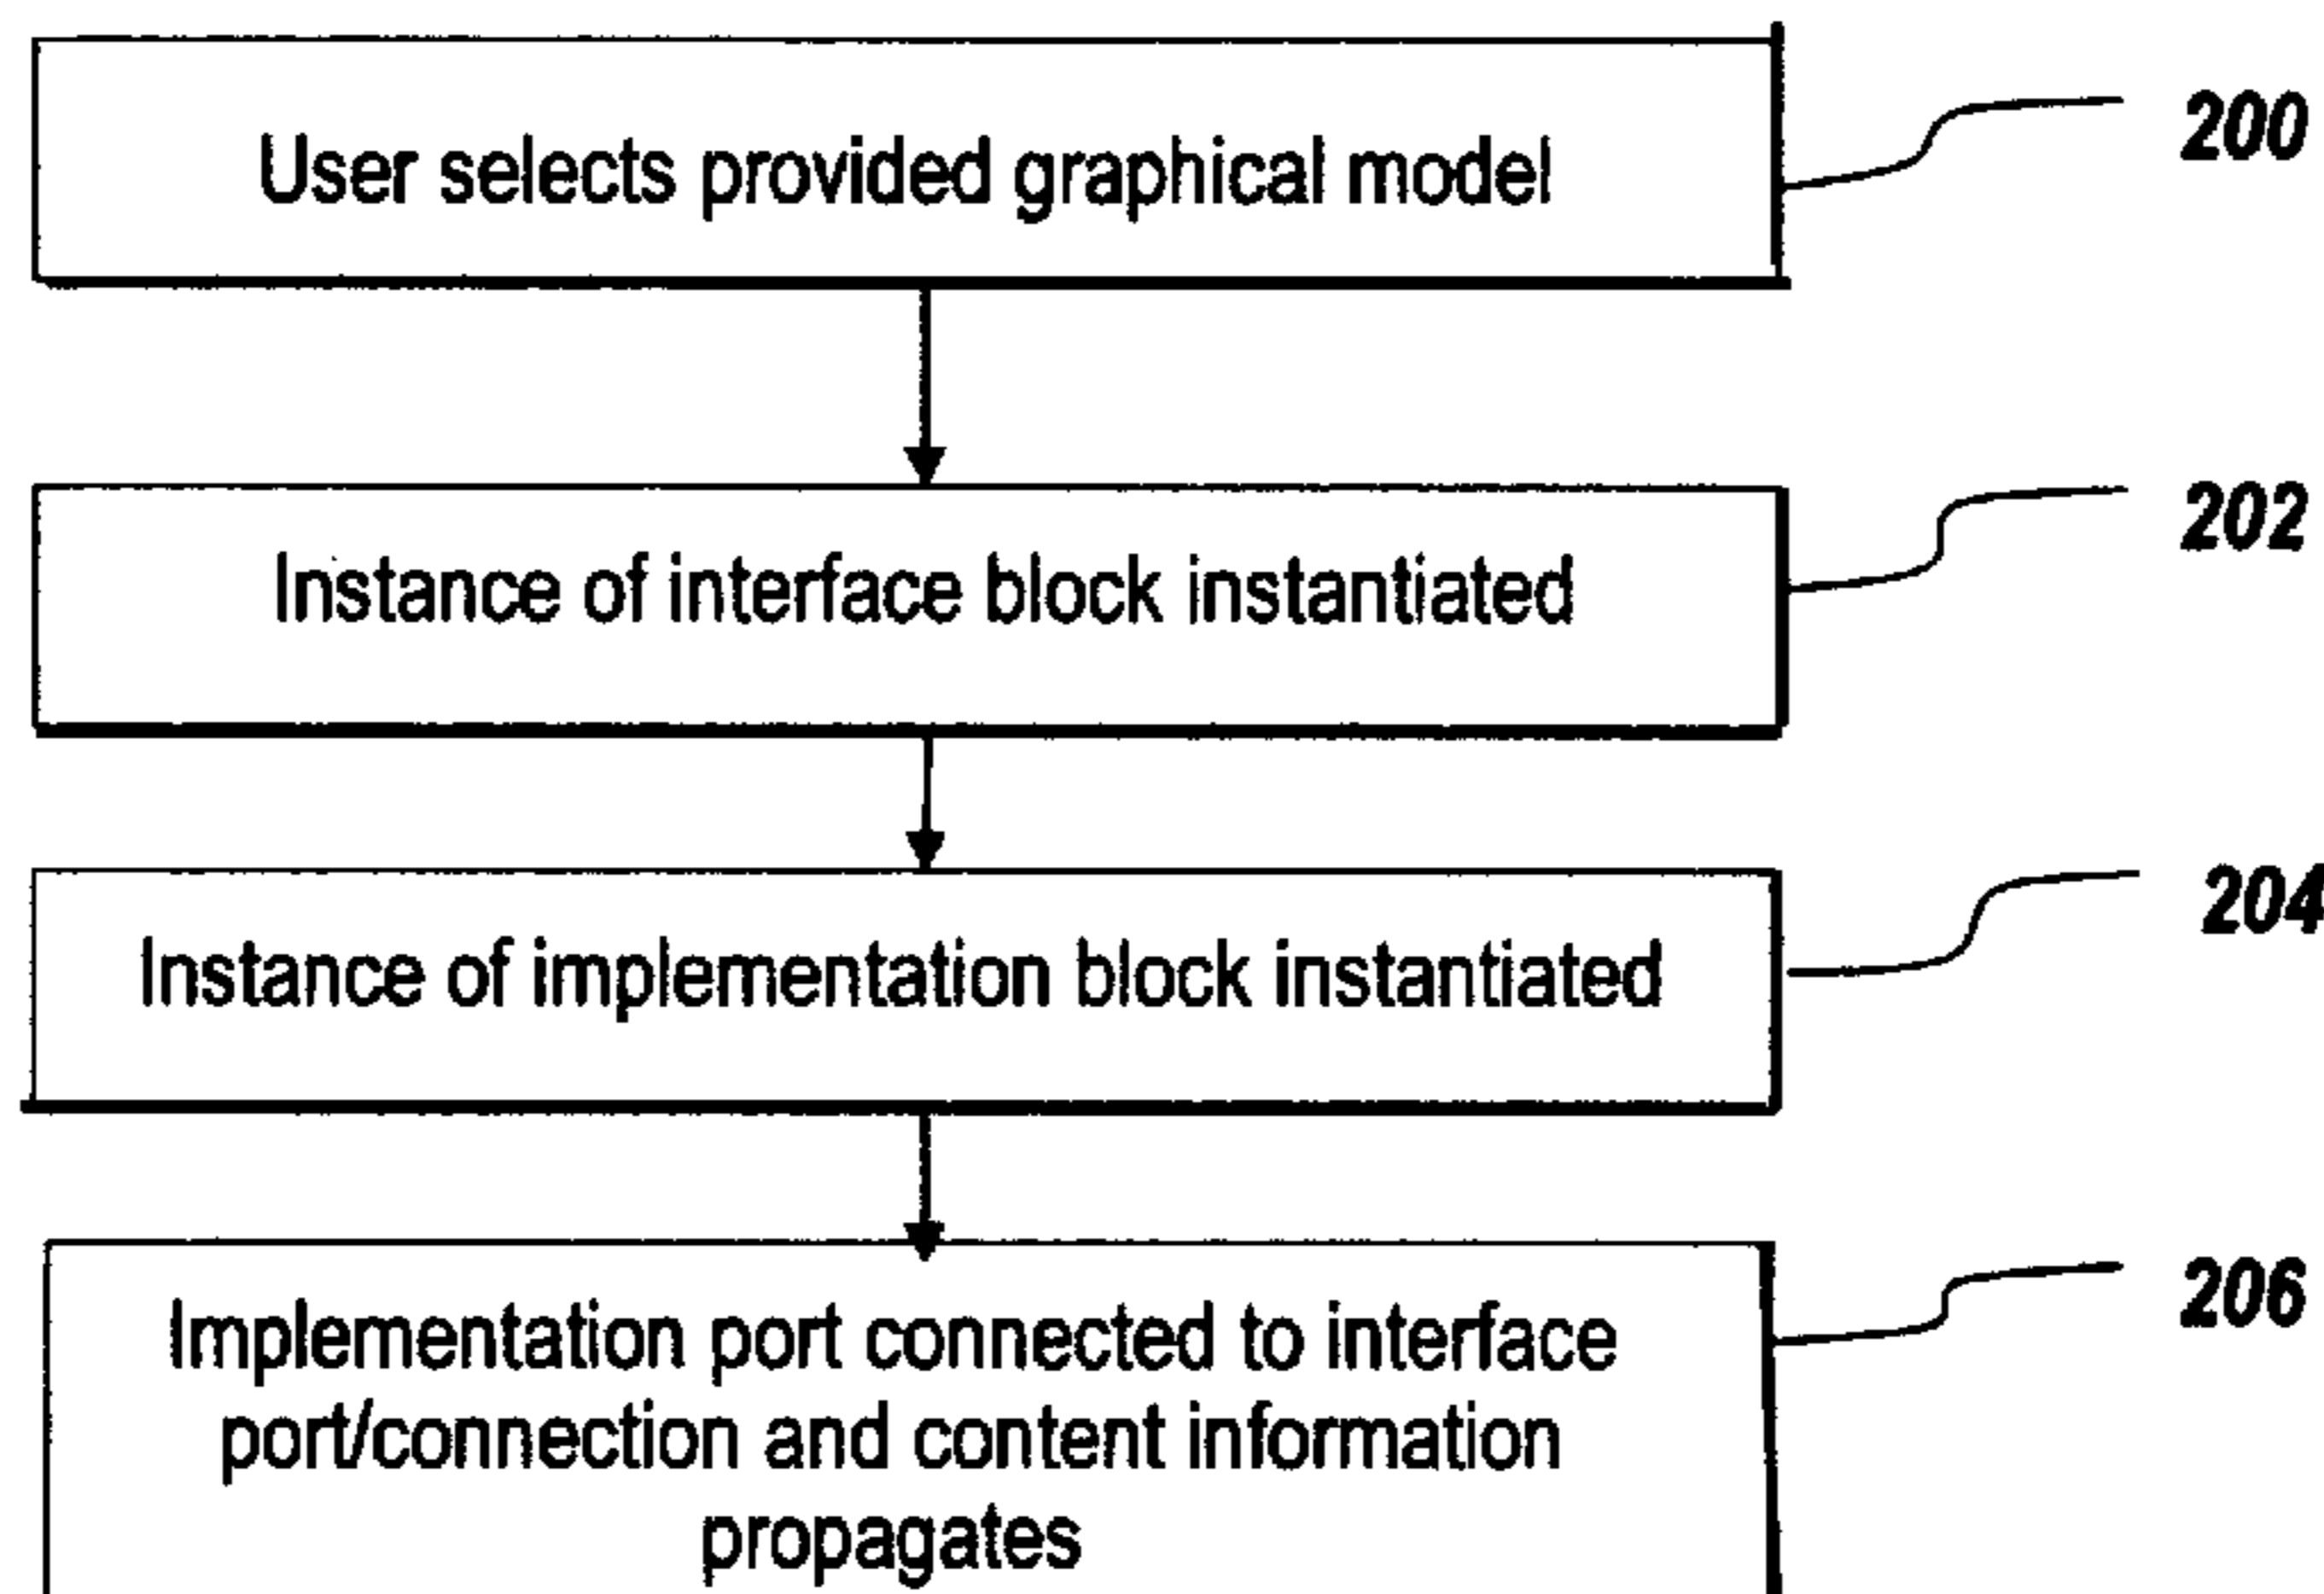 User selects provided graphical model
200
Instance of interface block instantiated
202
Instance of implementation block instantiated
204
Implementation port connected to interface
port/connection and content information
propagates
206